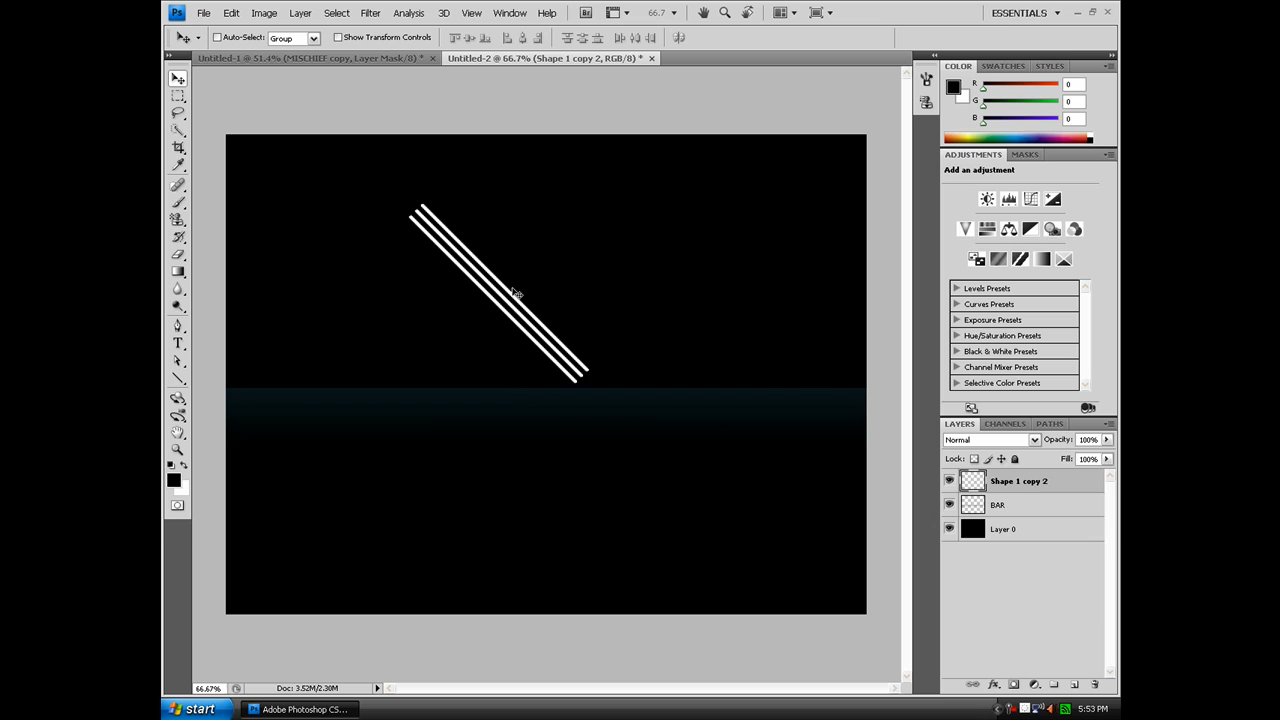 Ps File Edit Image Layer Select Filter Analysis 3D View Window Help Br 66.7 ESSENTIALS
Auto-Select: Group Show Transform Controls
Untitled-1 @ 51.4% (MISCHIEF copy, Layer Mask/8) * Untitled-2 @ 66.7% (Shape 1 copy 2, RGB/8) *
COLOR SWATCHES STYLES
R 0
G 0
B 0
ADJUSTMENTS MASKS
Add an adjustment
Levels Presets
Curves Presets
Exposure Presets
Hue/Saturation Presets
Black & White Presets
Channel Mixer Presets
Selective Color Presets
LAYERS CHANNELS PATHS
Normal Opacity: 100%
Lock: Fill: 100%
Shape 1 copy 2
BAR
Layer 0
T
66.67% Doc: 3.52M/2.30M
fx
start Ps Adobe Photoshop CS... 5:53 PM